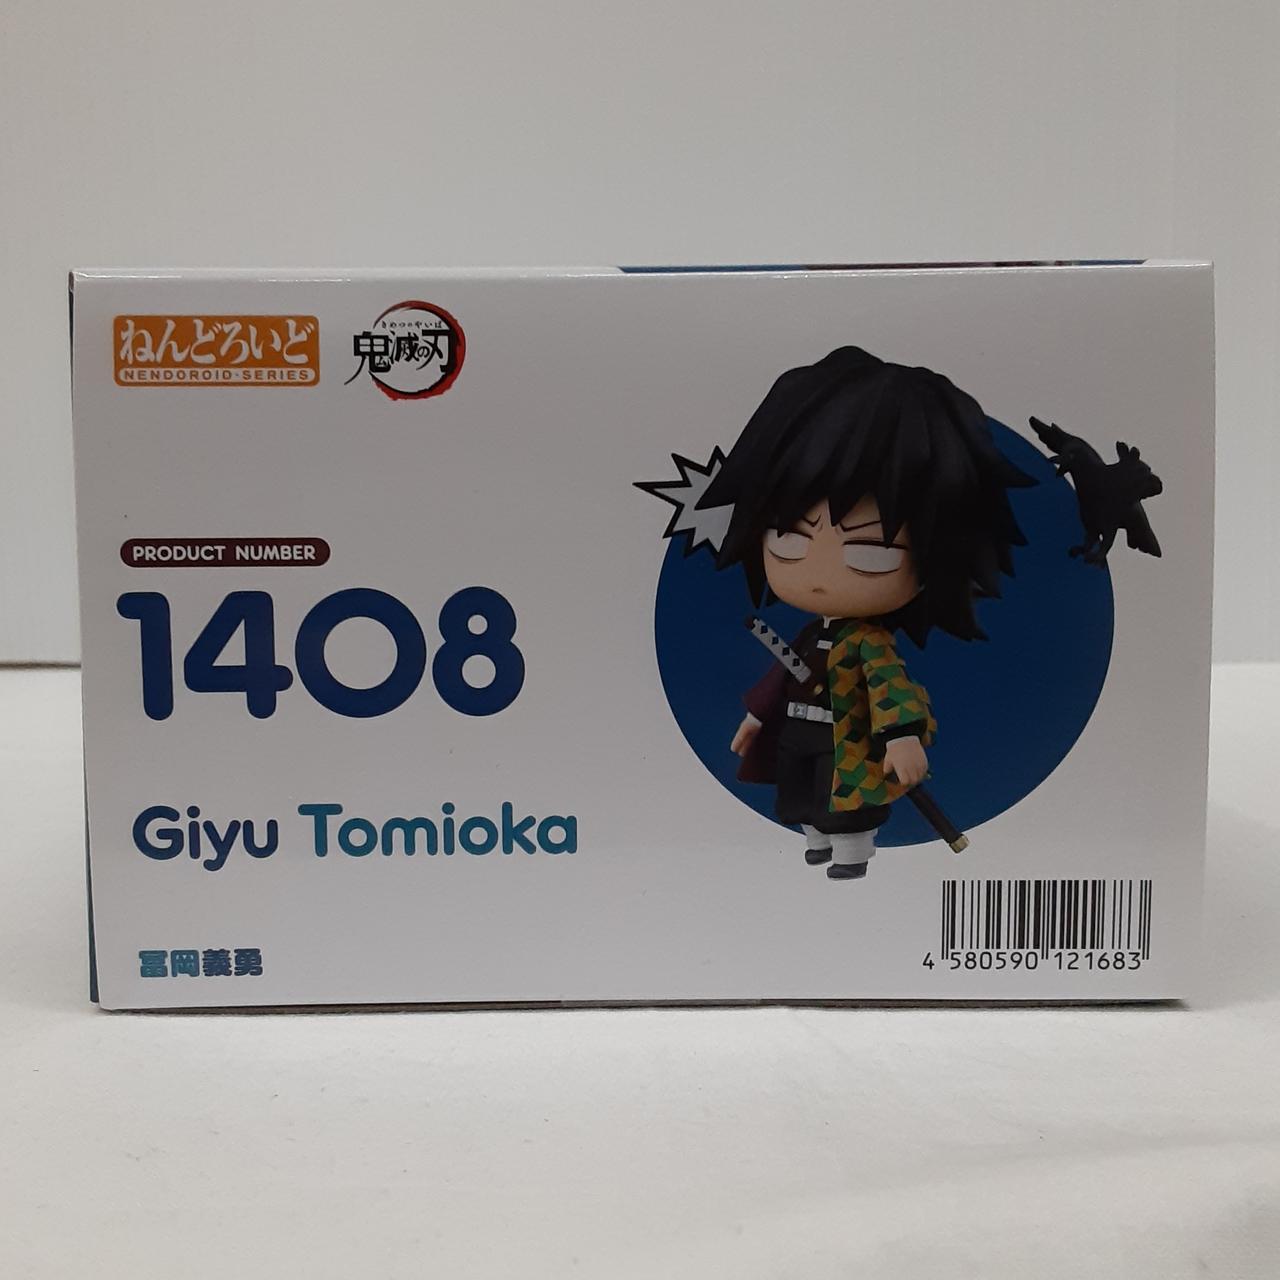 ねんどろいど
NENDOROID·SERIES
きめつのやいば
鬼滅の刃
PRODUCT NUMBER
1408
Giyu Tomioka
冨岡義勇
4 580590 121683